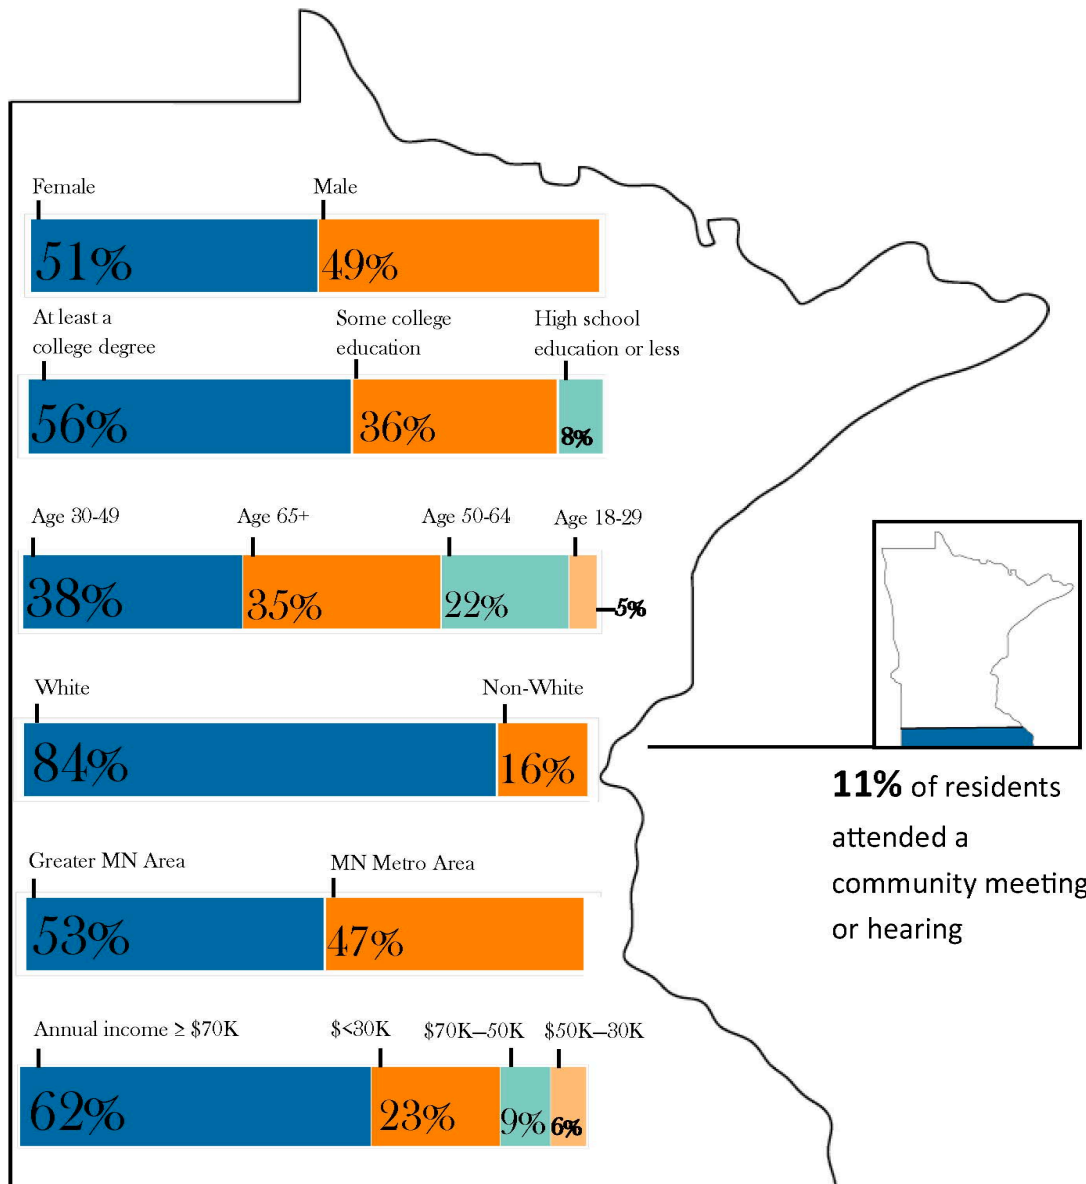 Female Male
51% 49%
At least a Some college High school
college degree education education or less
56% 36% 8%
Age 30-49 Age 65+ Age 50-64 Age 18-29
38% 35% 22% 5%
White Non-White
84% 16%
11% of residents
attended a
community meeting
or hearing
Greater MN Area MN Metro Area
53% 47%
Annual income ≥ $70K $<30K $70K–50K $50K–30K
62% 23% 9% 6%